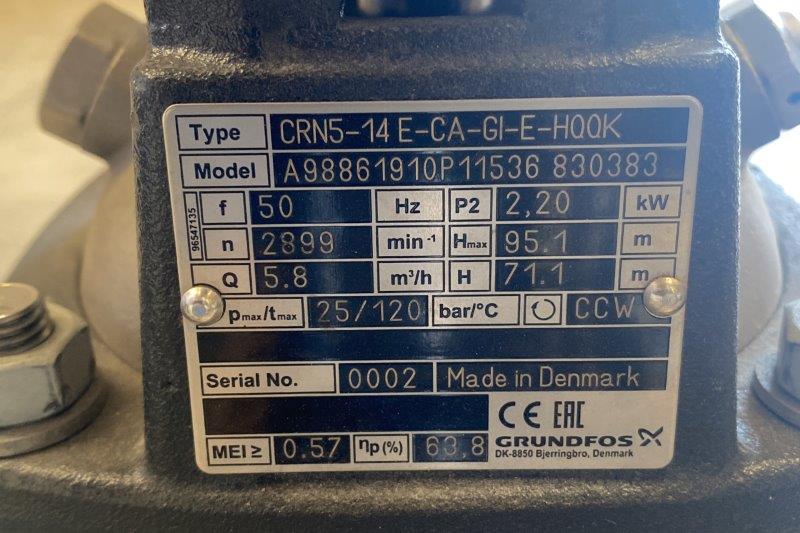 Type CRN5-14 E-CA-GI-E-HQQK
Model A98861910P11536 830383
96547135
f 50 Hz P2 2,20 kW
n 2899 min⁻¹ Hmax 95.1 m
Q 5.8 m³/h H 71.1 m
pmax/tmax 25/120 bar/°C CCW
Serial No. 0002 Made in Denmark
CE EAC
MEI ≥ 0.57 ηp(%) 63.8 GRUNDFOS
DK-8850 Bjerringbro, Denmark